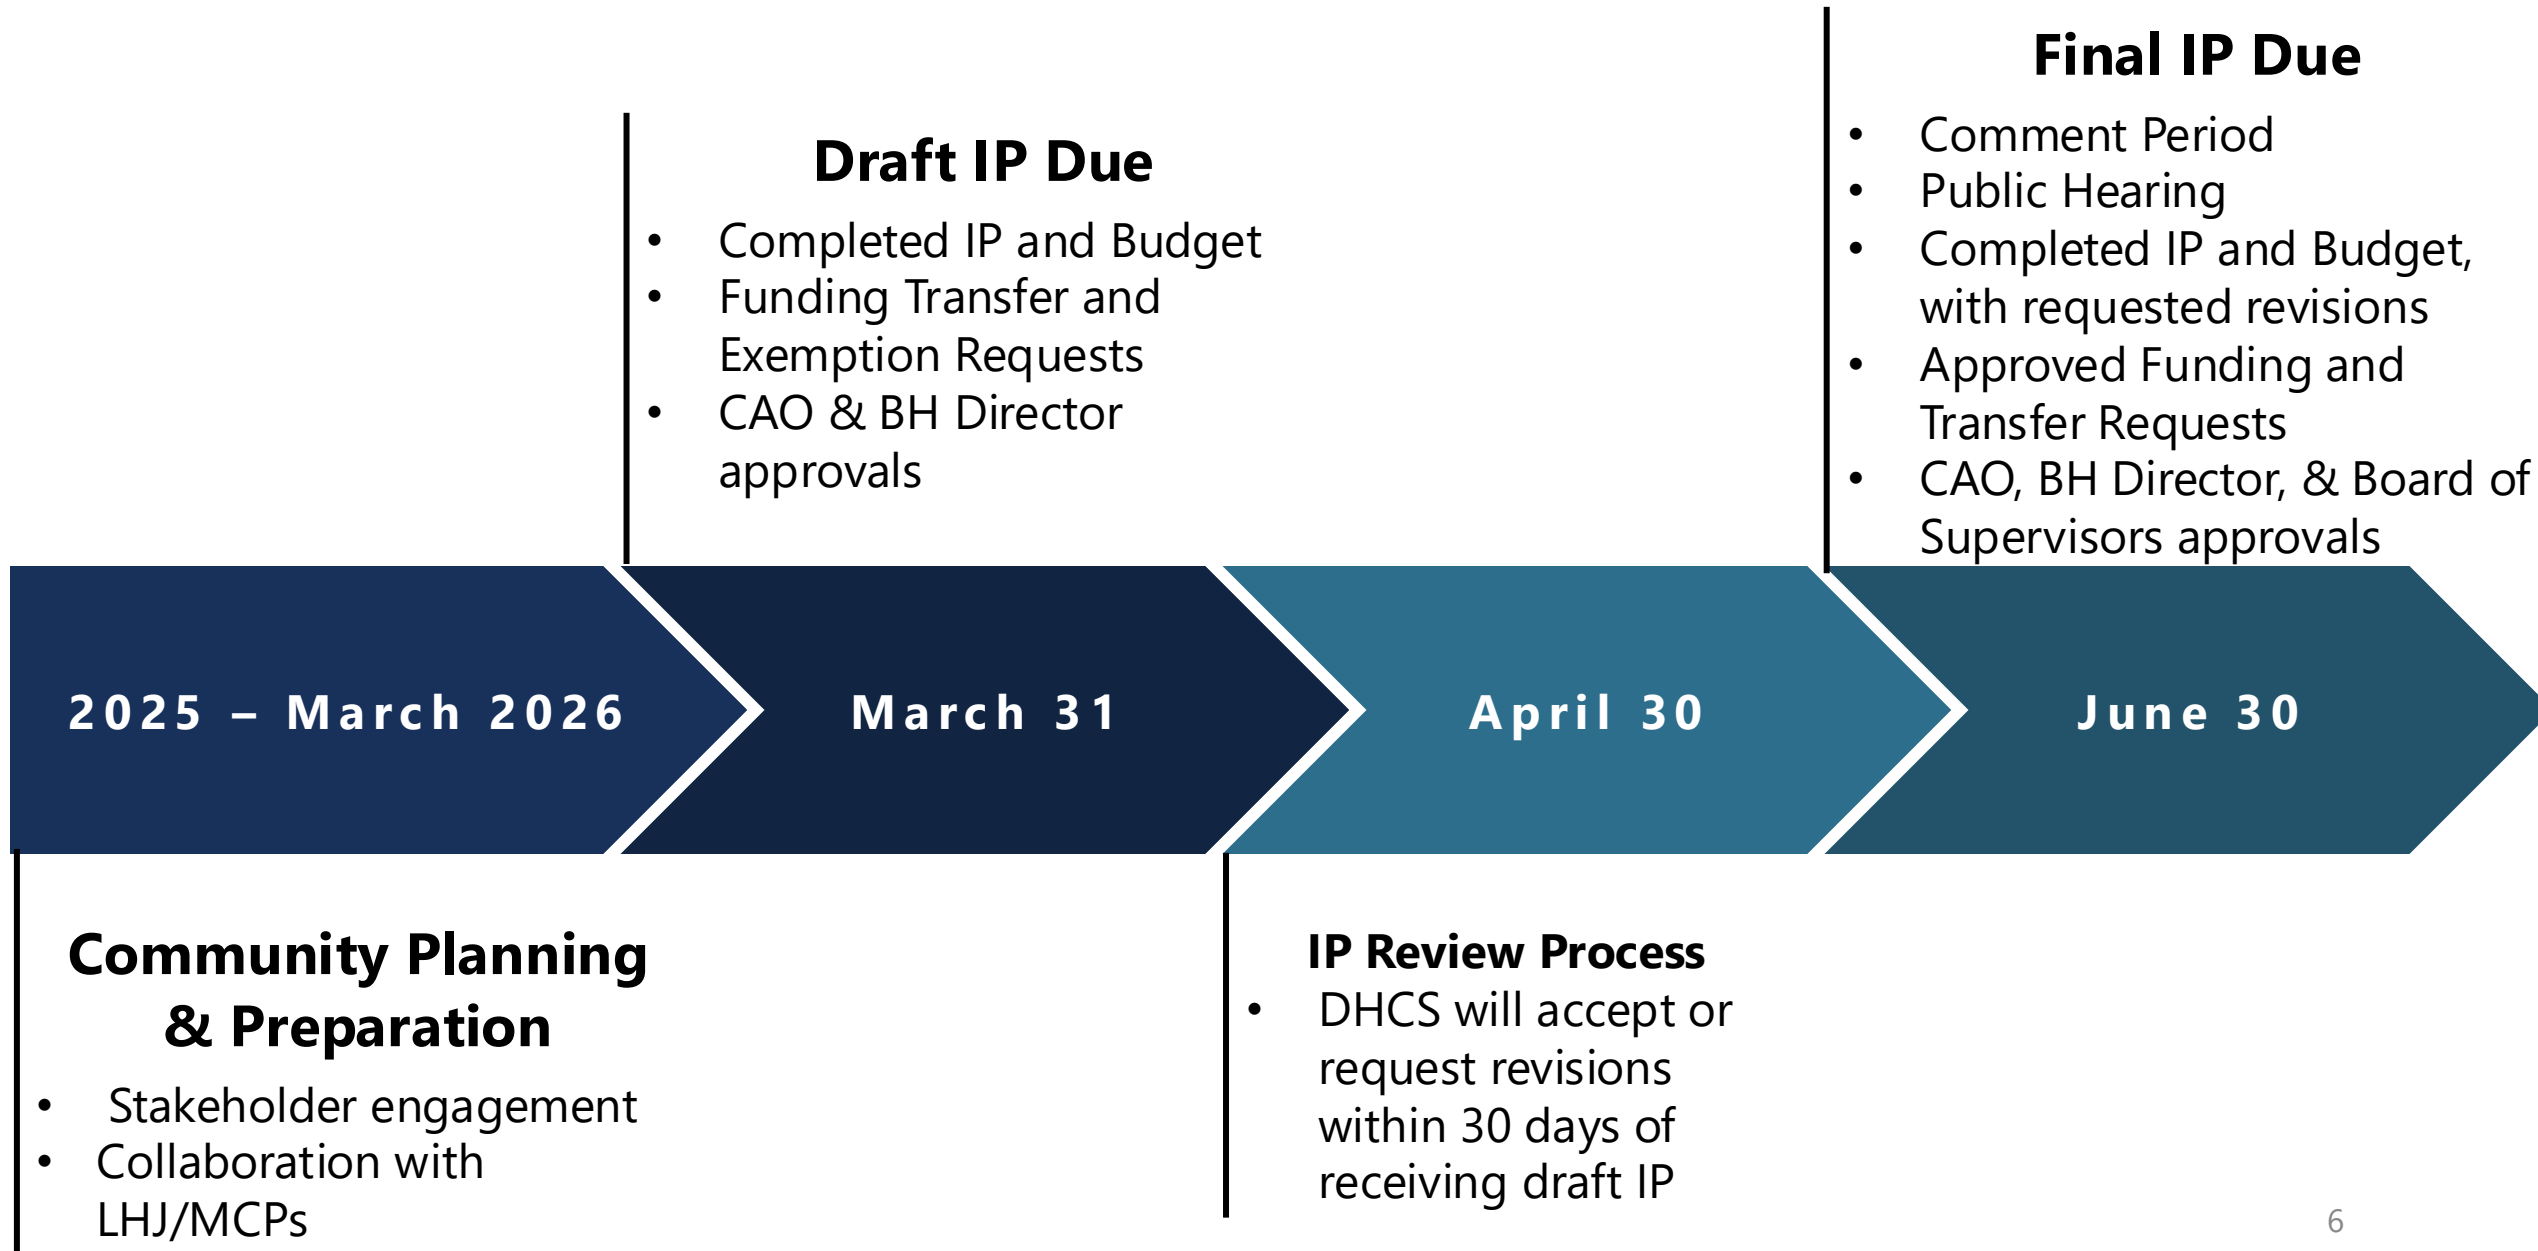 Final IP Due
• Comment Period
• Public Hearing
• Completed IP and Budget,
with requested revisions
• Approved Funding and
Transfer Requests
• CAO, BH Director, & Board of
Supervisors approvals
Draft IP Due
• Completed IP and Budget
• Funding Transfer and
Exemption Requests
• CAO & BH Director
approvals
2025 – March 2026
March 31
April 30
June 30
Community Planning
& Preparation
• Stakeholder engagement
• Collaboration with
LHJ/MCPs
IP Review Process
• DHCS will accept or
request revisions
within 30 days of
receiving draft IP
6